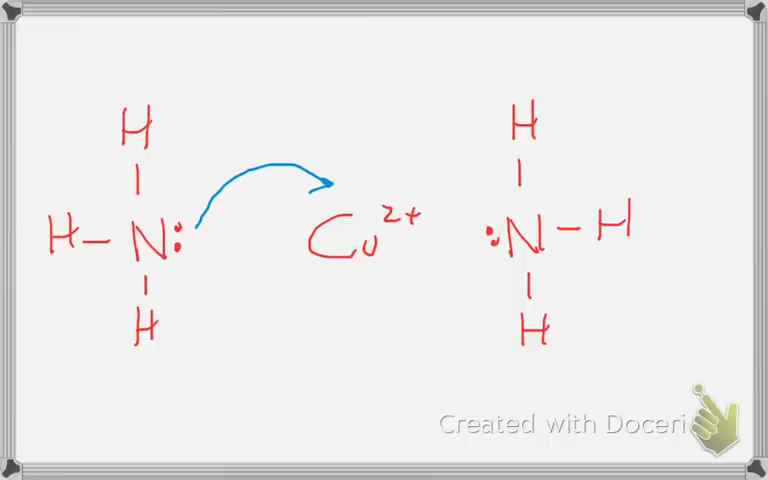 H H
H – N : Cu²⁺ : N – H
H H
Created with Doceri